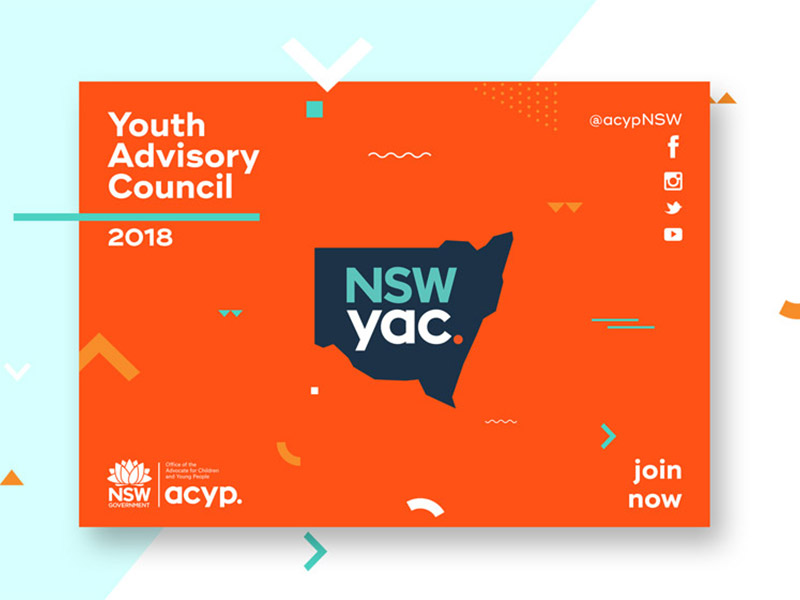 Youth
Advisory
Council
2018
@acypNSW
NSW
yac.
NSW
GOVERNMENT
Office of the
Advocate for Children
and Young People
acyp.
join
now